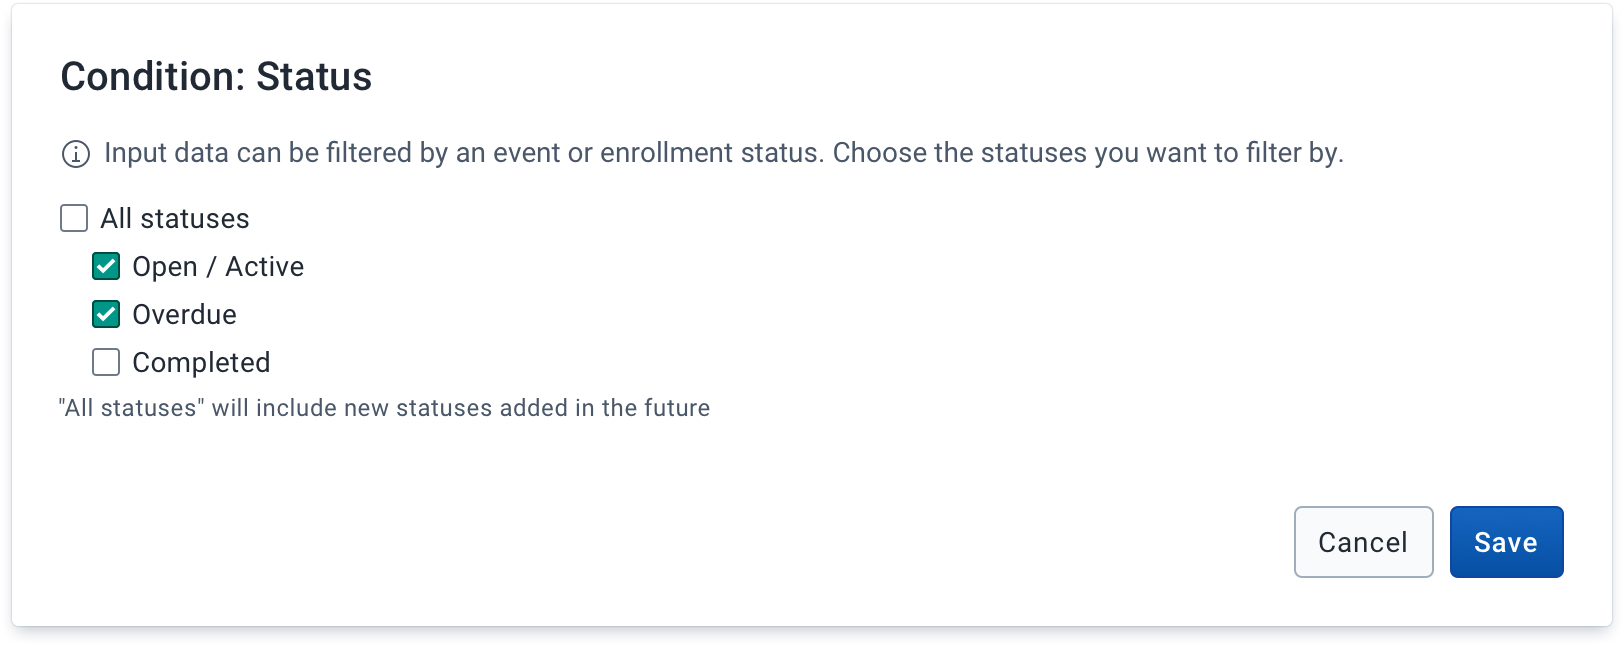 Condition: Status
Input data can be filtered by an event or enrollment status. Choose the statuses you want to filter by.
All statuses
Open / Active
Overdue
Completed
"All statuses" will include new statuses added in the future
Cancel Save